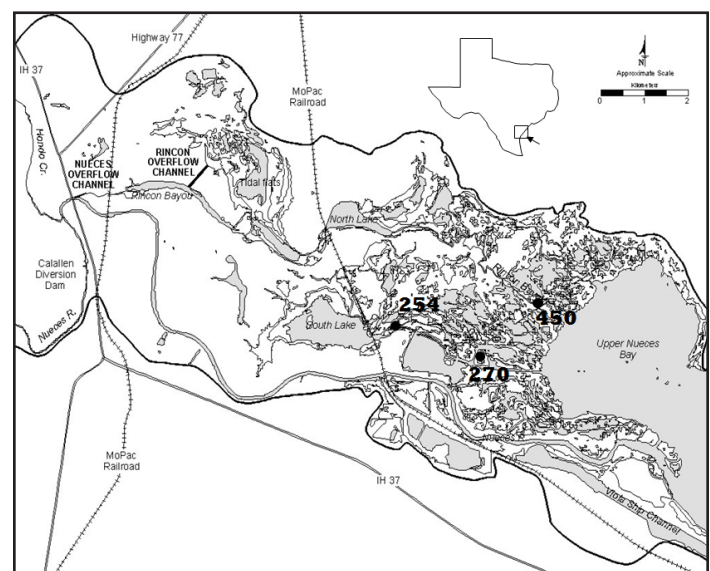 Highway 77
IH 37
MoPac
Railroad
N
Approximate Scale
Kilometers
0 1 2
Hondo Cr.
NUECES
OVERFLOW
CHANNEL
RINCON
OVERFLOW
CHANNEL
Tidal flats
Rincon Bayou
North Lake
Calallen
Diversion
Dam
Nueces R.
254
450
South Lake
270
Upper Nueces
Bay
Nueces
MoPac
Railroad
IH 37
Viola Ship Channel